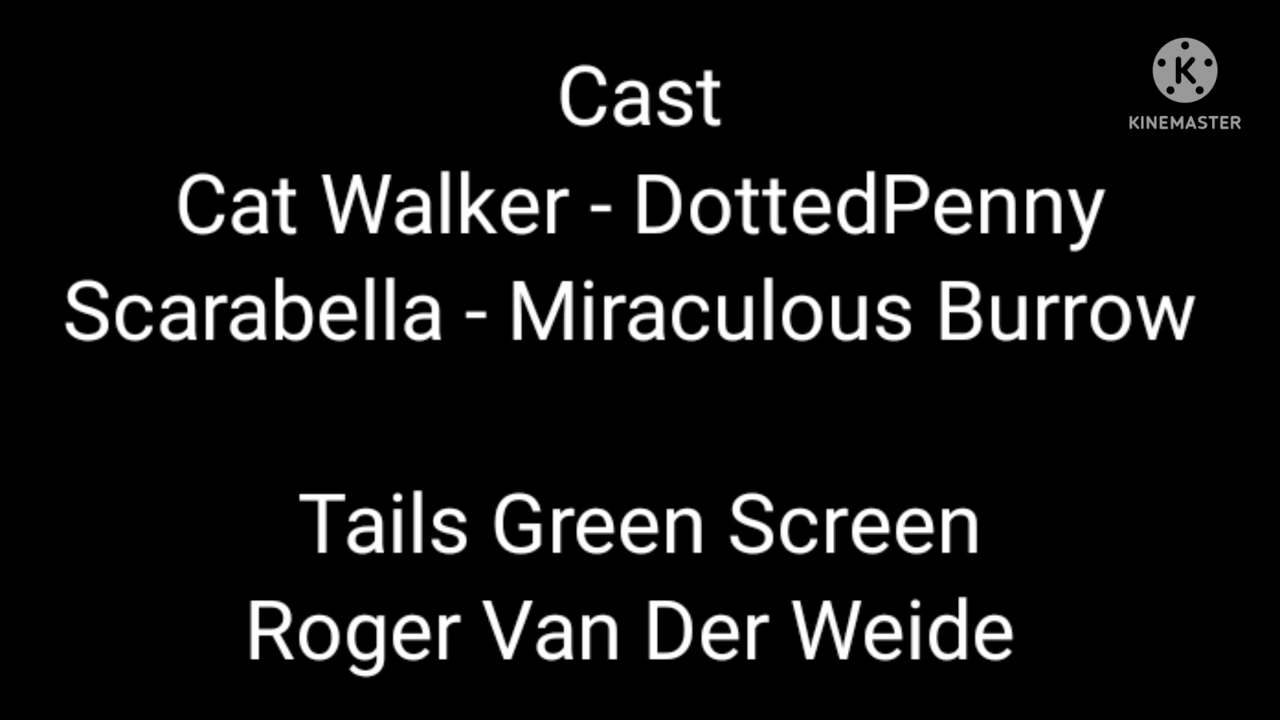 Cast
K
KINEMASTER
Cat Walker - DottedPenny
Scarabella - Miraculous Burrow
Tails Green Screen
Roger Van Der Weide